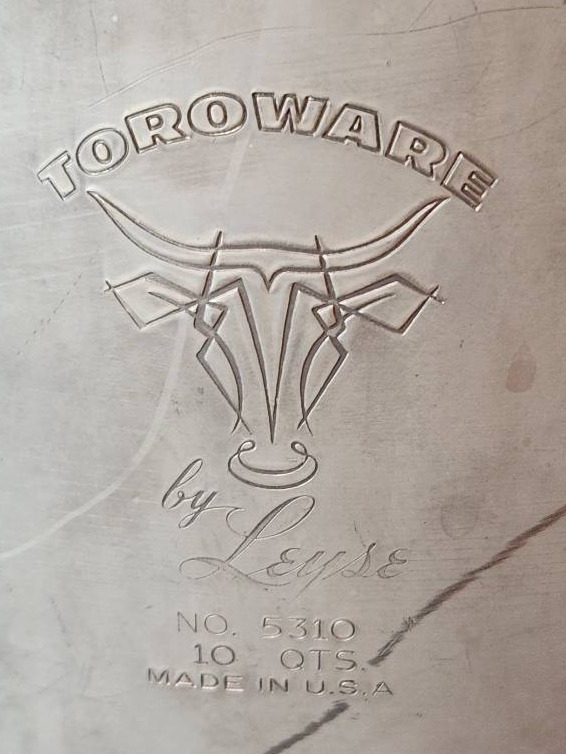 TOROWARE
by
Leyse
NO. 5310
10 QTS.
MADE IN U.S.A